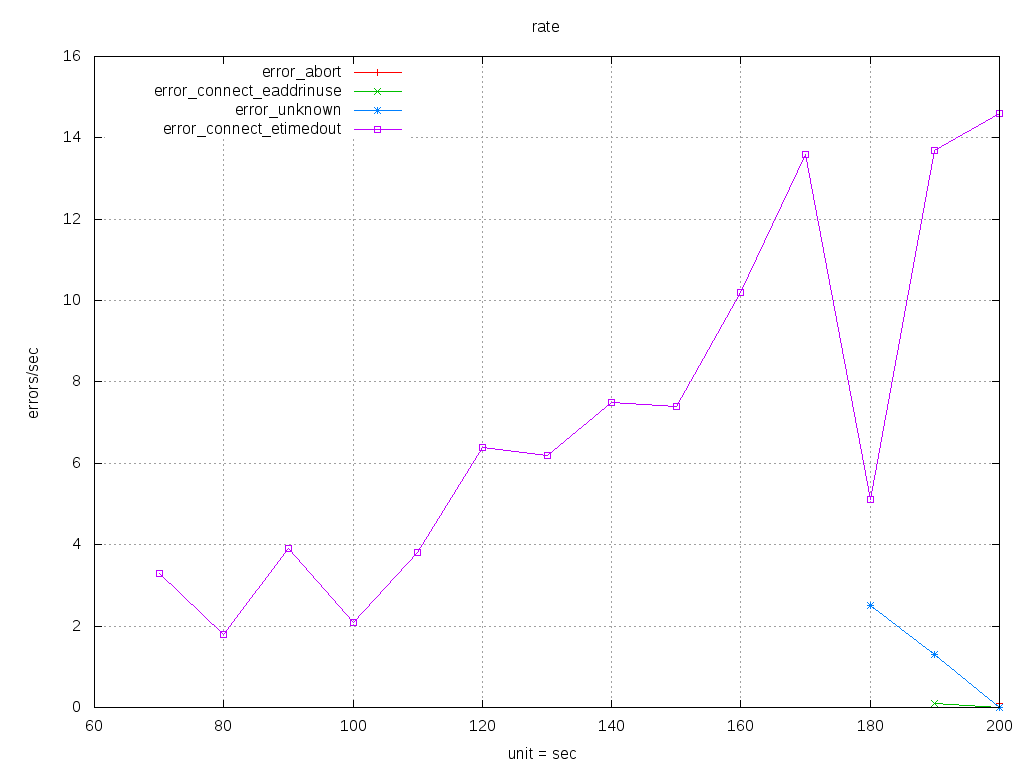 rate
16
14
12
10
8
6
4
2
0
errors/sec
error_abort
error_connect_eaddrinuse
error_unknown
error_connect_etimedout
60 80 100 120 140 160 180 200
unit = sec